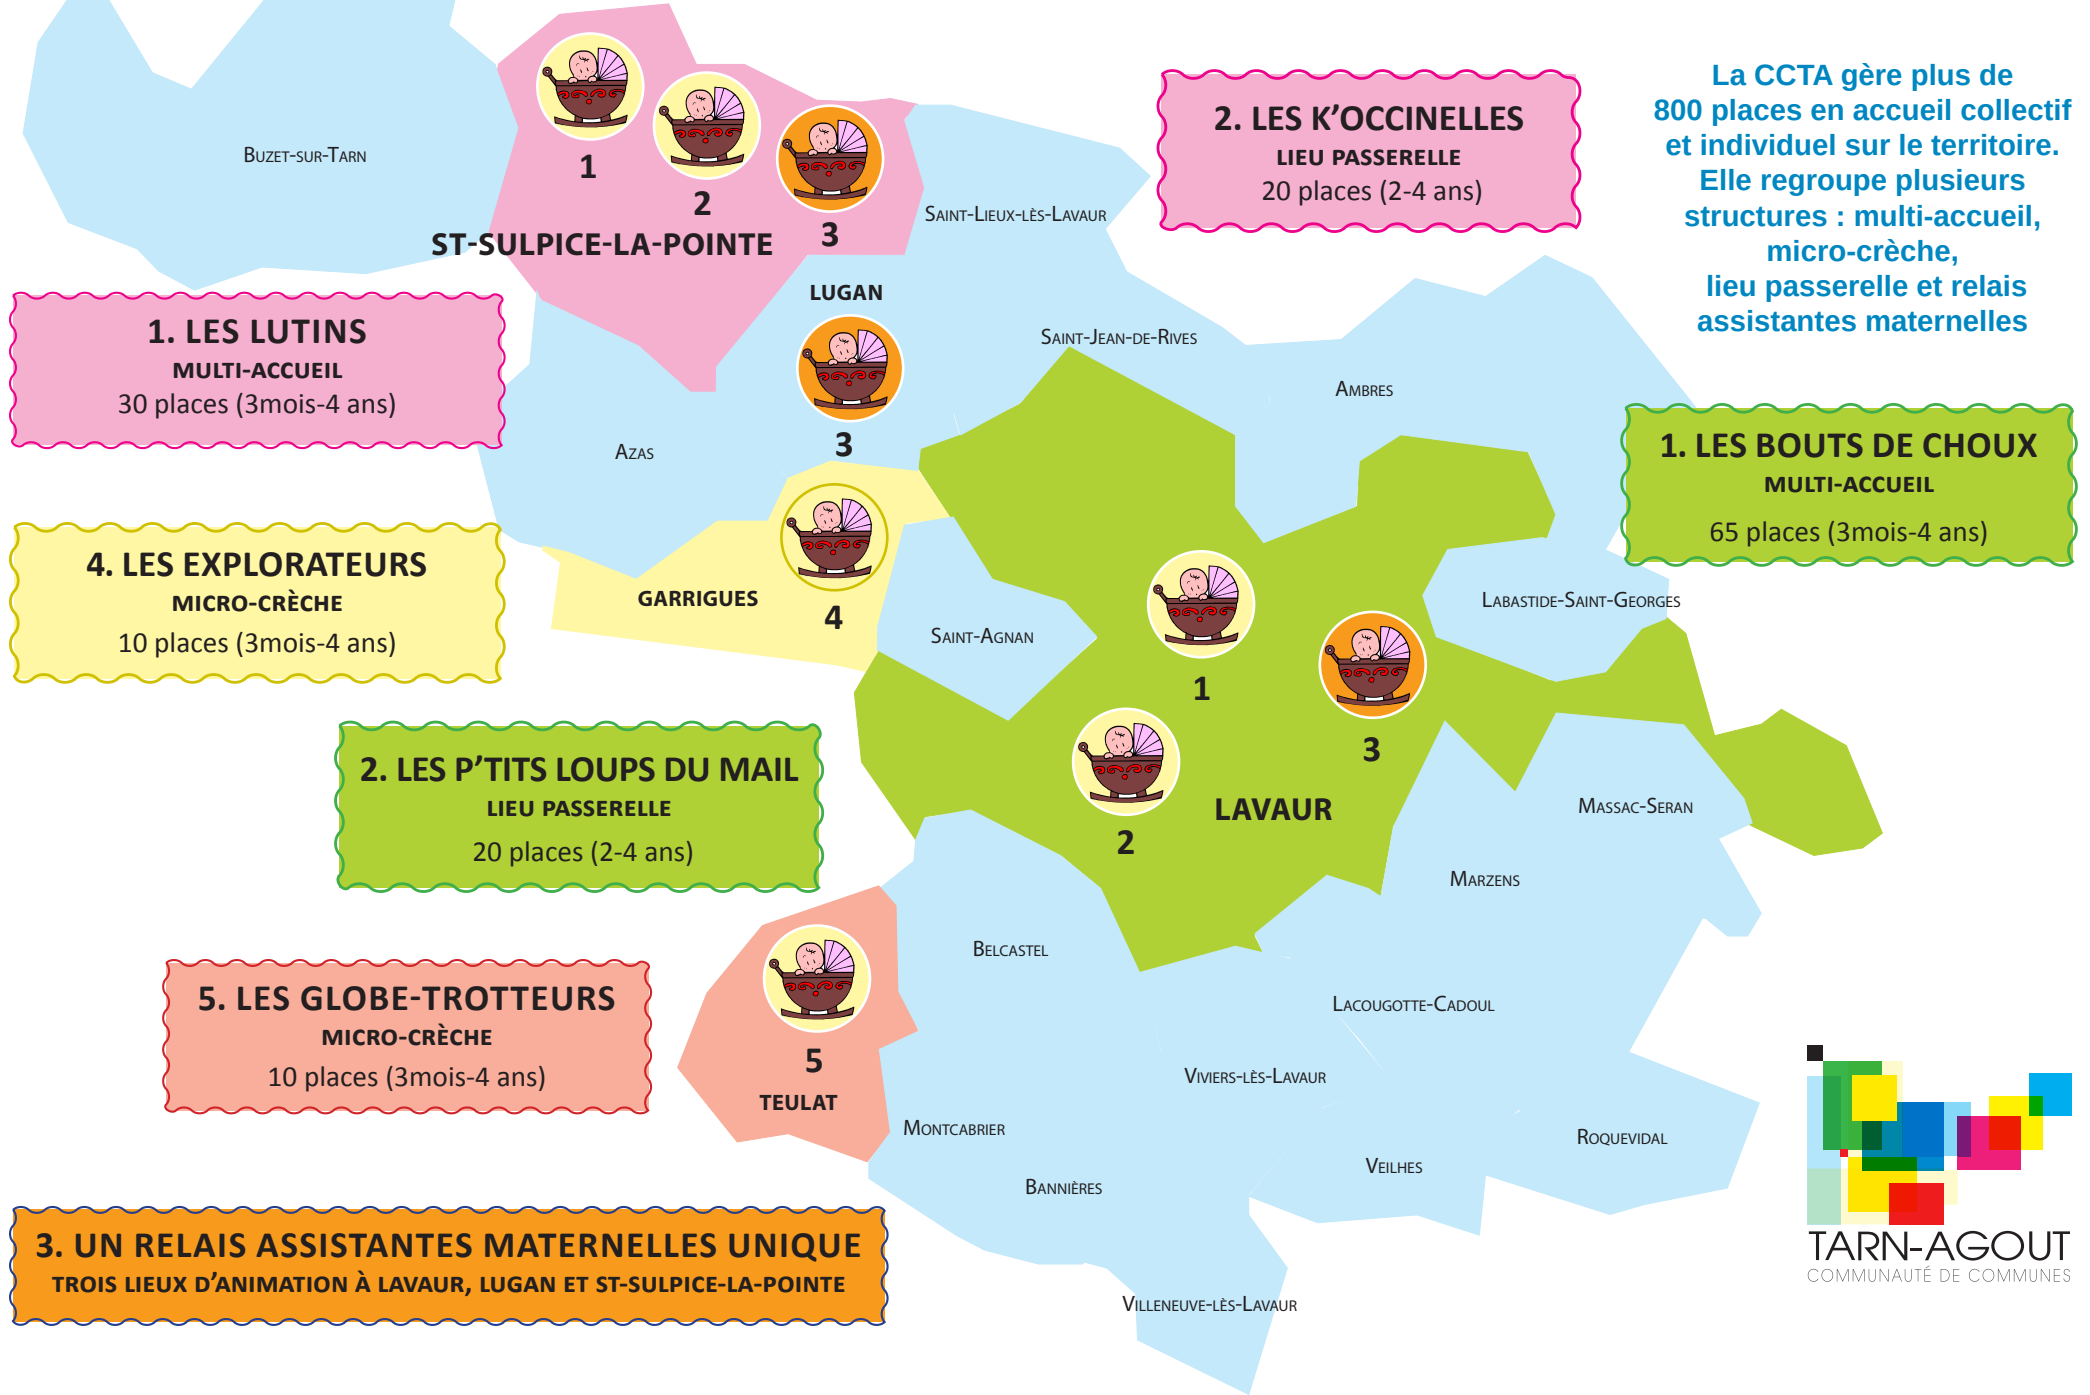 La CCTA gère plus de
800 places en accueil collectif
et individuel sur le territoire.
Elle regroupe plusieurs
structures : multi-accueil,
micro-crèche,
lieu passerelle et relais
assistantes maternelles
2. LES K'OCCINELLES
LIEU PASSERELLE
20 places (2-4 ans)
BUZET-SUR-TARN
1
2
3
ST-SULPICE-LA-POINTE
SAINT-LIEUX-LÈS-LAVAUR
LUGAN
3
SAINT-JEAN-DE-RIVES
AMBRES
1. LES LUTINS
MULTI-ACCUEIL
30 places (3mois-4 ans)
AZAS
1. LES BOUTS DE CHOUX
MULTI-ACCUEIL
65 places (3mois-4 ans)
4. LES EXPLORATEURS
MICRO-CRÈCHE
10 places (3mois-4 ans)
GARRIGUES
4
SAINT-AGNAN
LABASTIDE-SAINT-GEORGES
1
3
2
LAVAUR
MASSAC-SERAN
MARZENS
2. LES P'TITS LOUPS DU MAIL
LIEU PASSERELLE
20 places (2-4 ans)
BELCASTEL
5. LES GLOBE-TROTTEURS
MICRO-CRÈCHE
10 places (3mois-4 ans)
5
TEULAT
LACOUGOTTE-CADOUL
VIVIERS-LÈS-LAVAUR
MONTCABRIER
ROQUEVIDAL
VEILHES
BANNIÈRES
VILLENEUVE-LÈS-LAVAUR
3. UN RELAIS ASSISTANTES MATERNELLES UNIQUE
TROIS LIEUX D'ANIMATION À LAVAUR, LUGAN ET ST-SULPICE-LA-POINTE
TARN-AGOUT
COMMUNAUTÉ DE COMMUNES